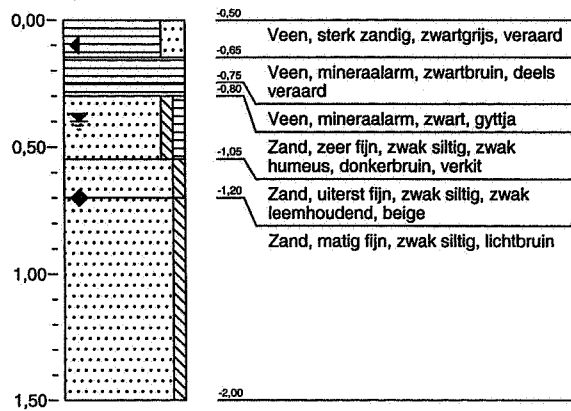 0,00
0,50
1,00
1,50
-0,50
Veen, sterk zandig, zwartgrijs, veraard
-0,65
Veen, mineraalarm, zwartbruin, deels
veraard
-0,75
-0,80
Veen, mineraalarm, zwart, gyttja
Zand, zeer fijn, zwak siltig, zwak
humeus, donkerbruin, verkit
-1,05
Zand, uiterst fijn, zwak siltig, zwak
leemhoudend, beige
-1,20
Zand, matig fijn, zwak siltig, lichtbruin
-2,00